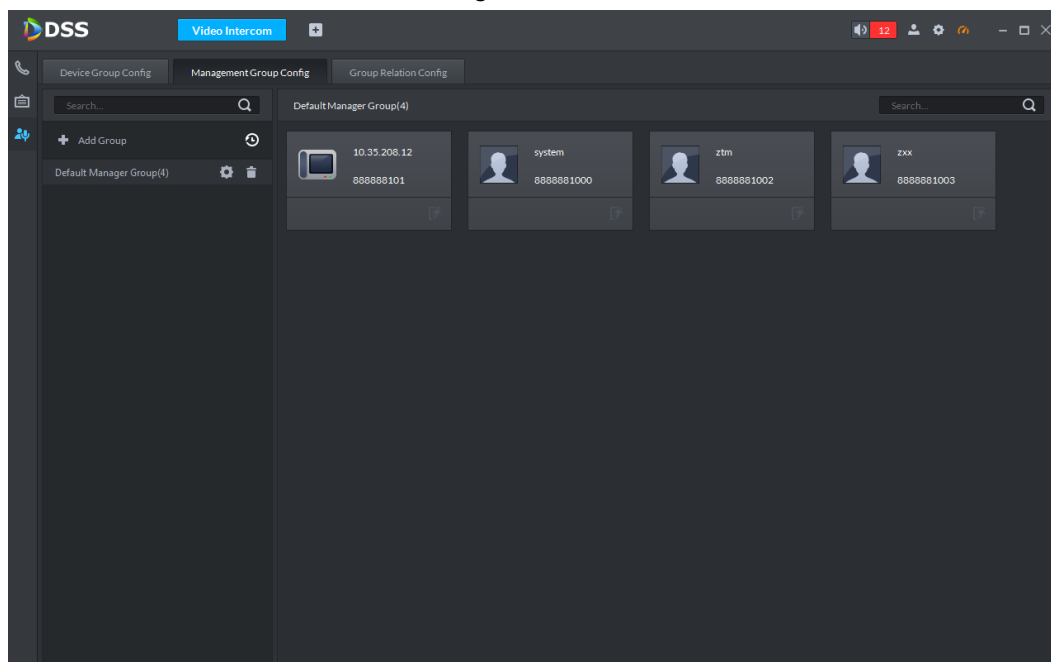 DSS
Video Intercom
12
Device Group Config
Management Group Config
Group Relation Config
Search...
Default Manager Group(4)
Search...
Add Group
Default Manager Group(4)
10.35.208.12
888888101
system
8888881000
ztm
8888881002
zxx
8888881003